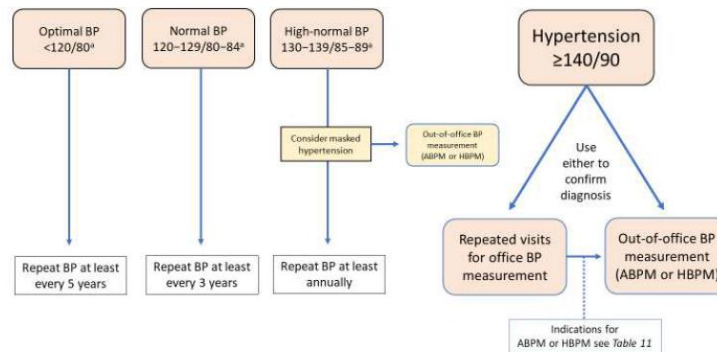 Optimal BP
<120/80ᵃ
Normal BP
120–129/80–84ᵃ
High-normal BP
130–139/85–89ᵃ
Hypertension
≥140/90
Consider masked
hypertension
Out-of-office BP
measurement
(ABPM or HBPM)
Use
either to
confirm
diagnosis
Repeat BP at least
every 5 years
Repeat BP at least
every 3 years
Repeat BP at least
annually
Repeated visits
for office BP
measurement
Out-of-office BP
measurement
(ABPM or HBPM)
Indications for
ABPM or HBPM see Table 11